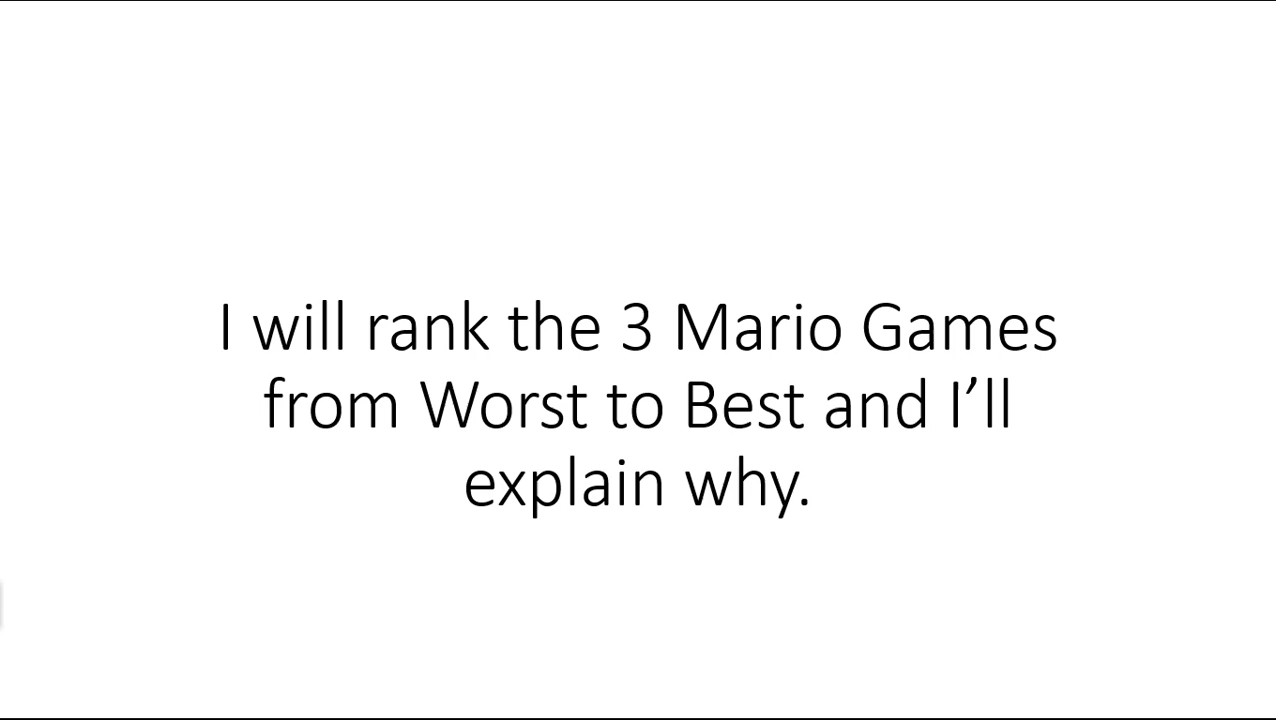 I will rank the 3 Mario Games
from Worst to Best and I’ll
explain why.